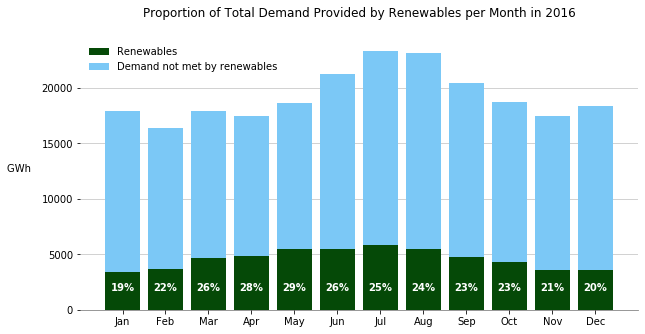 Proportion of Total Demand Provided by Renewables per Month in 2016
Renewables
Demand not met by renewables
20000
15000
GWh
10000
5000
0
19% 22% 26% 28% 29% 26% 25% 24% 23% 23% 21% 20%
Jan Feb Mar Apr May Jun Jul Aug Sep Oct Nov Dec